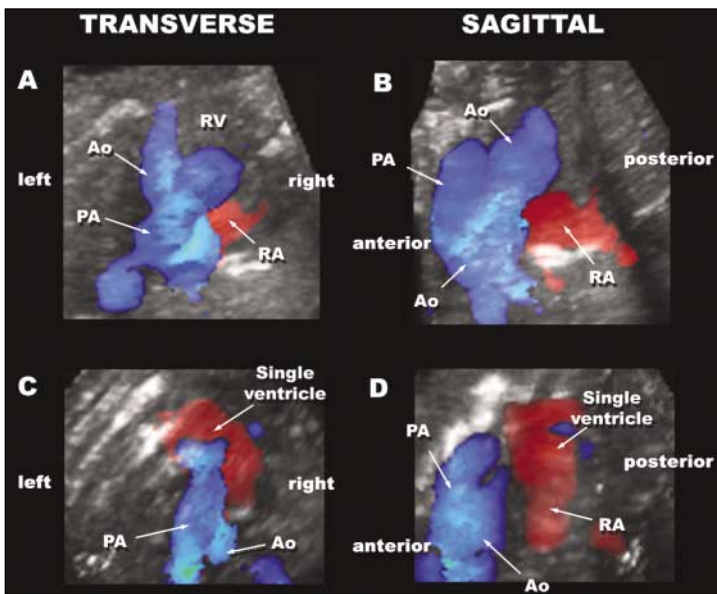 TRANSVERSE
SAGITTAL
A
RV
Ao
left
right
PA
RA
B
Ao
PA
posterior
anterior
RA
Ao
C
Single
ventricle
left
right
PA
Ao
D
Single
ventricle
PA
posterior
RA
anterior
Ao